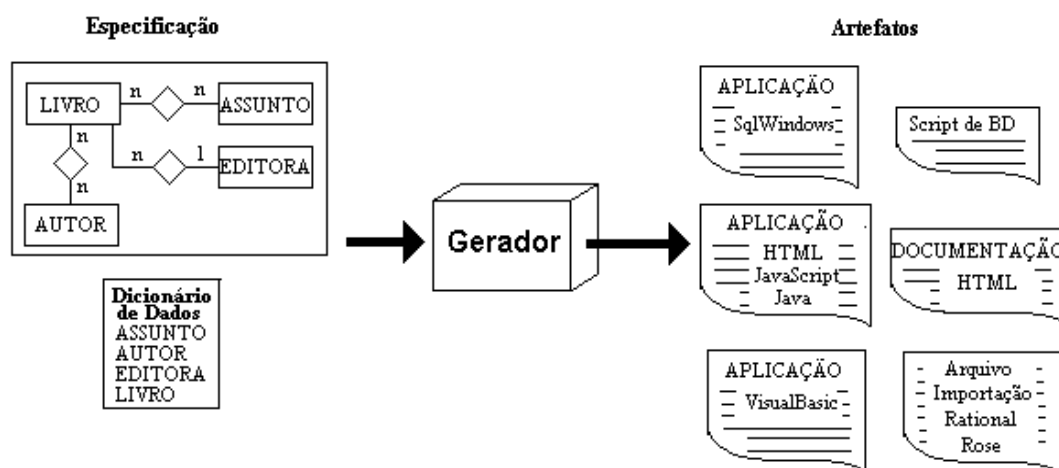 Especificação
LIVRO
n
n
ASSUNTO
n
n
n
1
EDITORA
AUTOR
Dicionário
de Dados
ASSUNTO
AUTOR
EDITORA
LIVRO
Gerador
Artefatos
APLICAÇÃO
SqlWindows
Script de BD
APLICAÇÃO
HTML
JavaScript
Java
DOCUMENTAÇÃO
HTML
APLICAÇÃO
VisualBasic
Arquivo
Importação
Rational
Rose